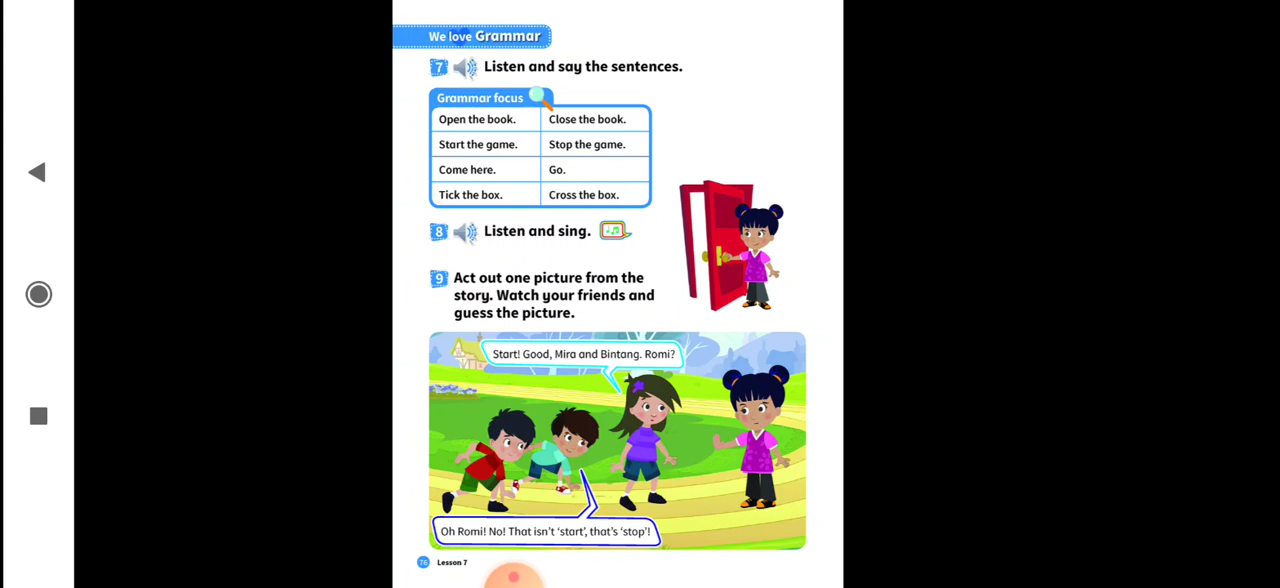 We love Grammar
7 Listen and say the sentences.
Grammar focus
Open the book. Close the book.
Start the game. Stop the game.
Come here. Go.
Tick the box. Cross the box.
8 Listen and sing.
9 Act out one picture from the
story. Watch your friends and
guess the picture.
Start! Good, Mira and Bintang. Romi?
Oh Romi! No! That isn't 'start', that's 'stop'!
76 Lesson 7